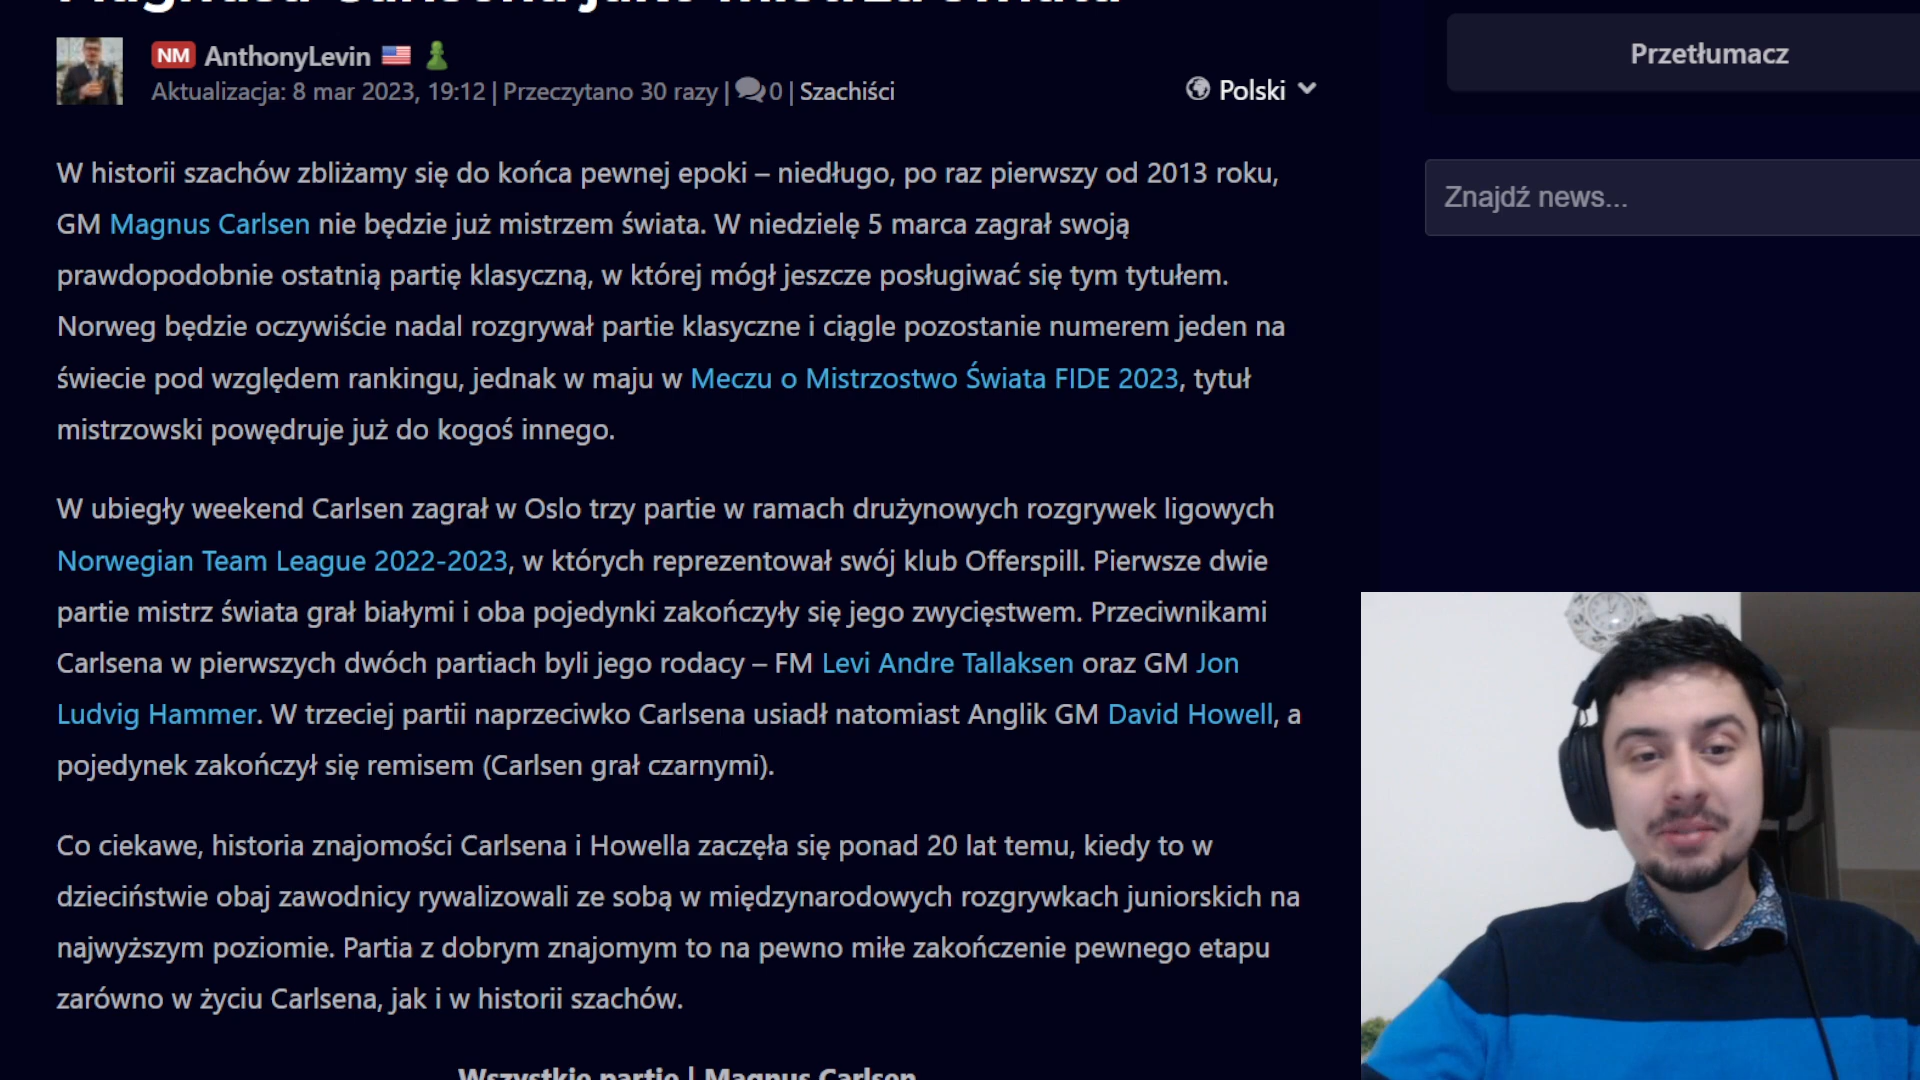 Magnusa Carlsena jako mistrza świata
NM AnthonyLevin
Aktualizacja: 8 mar 2023, 19:12 | Przeczytano 30 razy | 0 | Szachiści
Polski
Przetłumacz
Znajdź news...
W historii szachów zbliżamy się do końca pewnej epoki – niedługo, po raz pierwszy od 2013 roku,
GM Magnus Carlsen nie będzie już mistrzem świata. W niedzielę 5 marca zagrał swoją
prawdopodobnie ostatnią partię klasyczną, w której mógł jeszcze posługiwać się tym tytułem.
Norweg będzie oczywiście nadal rozgrywał partie klasyczne i ciągle pozostanie numerem jeden na
świecie pod względem rankingu, jednak w maju w Meczu o Mistrzostwo Świata FIDE 2023, tytuł
mistrzowski powędruje już do kogoś innego.
W ubiegły weekend Carlsen zagrał w Oslo trzy partie w ramach drużynowych rozgrywek ligowych
Norwegian Team League 2022-2023, w których reprezentował swój klub Offerspill. Pierwsze dwie
partie mistrz świata grał białymi i oba pojedynki zakończyły się jego zwycięstwem. Przeciwnikami
Carlsena w pierwszych dwóch partiach byli jego rodacy – FM Levi Andre Tallaksen oraz GM Jon
Ludvig Hammer. W trzeciej partii naprzeciwko Carlsena usiadł natomiast Anglik GM David Howell, a
pojedynek zakończył się remisem (Carlsen grał czarnymi).
Co ciekawe, historia znajomości Carlsena i Howella zaczęła się ponad 20 lat temu, kiedy to w
dzieciństwie obaj zawodnicy rywalizowali ze sobą w międzynarodowych rozgrywkach juniorskich na
najwyższym poziomie. Partia z dobrym znajomym to na pewno miłe zakończenie pewnego etapu
zarówno w życiu Carlsena, jak i w historii szachów.
Wszystkie partie | Magnus Carlsen